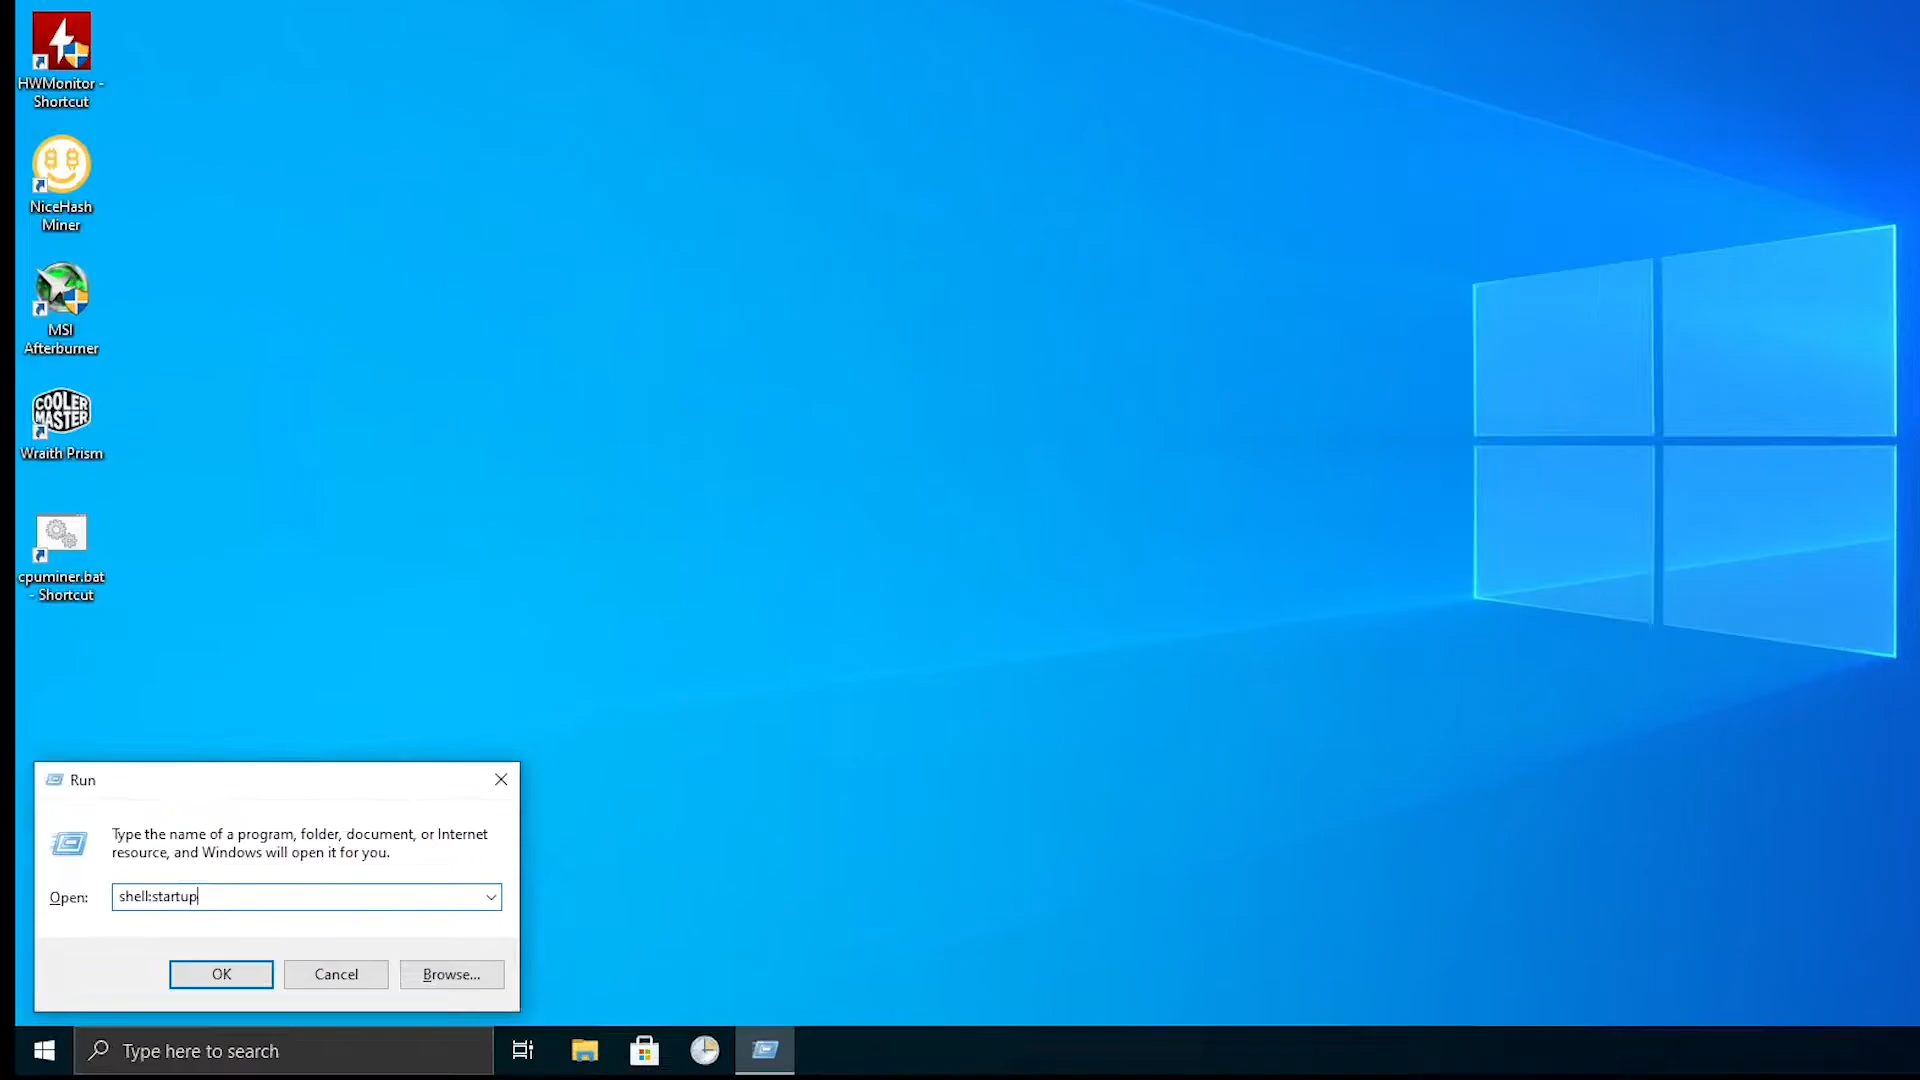 HWMonitor -
Shortcut
NiceHash
Miner
MSI
Afterburner
COOLER
MASTER
Wraith Prism
cpuminer.bat
- Shortcut
Run
Type the name of a program, folder, document, or Internet
resource, and Windows will open it for you.
Open: shell:startup
OK Cancel Browse...
Type here to search